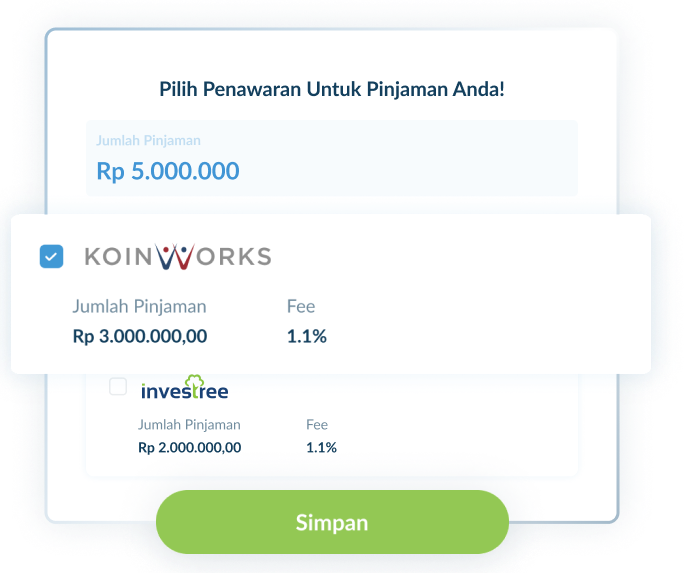 Pilih Penawaran Untuk Pinjaman Anda!
Jumlah Pinjaman
Rp 5.000.000
KOINWORKS
Jumlah Pinjaman Fee
Rp 3.000.000,00 1.1%
investree
Jumlah Pinjaman Fee
Rp 2.000.000,00 1.1%
Simpan